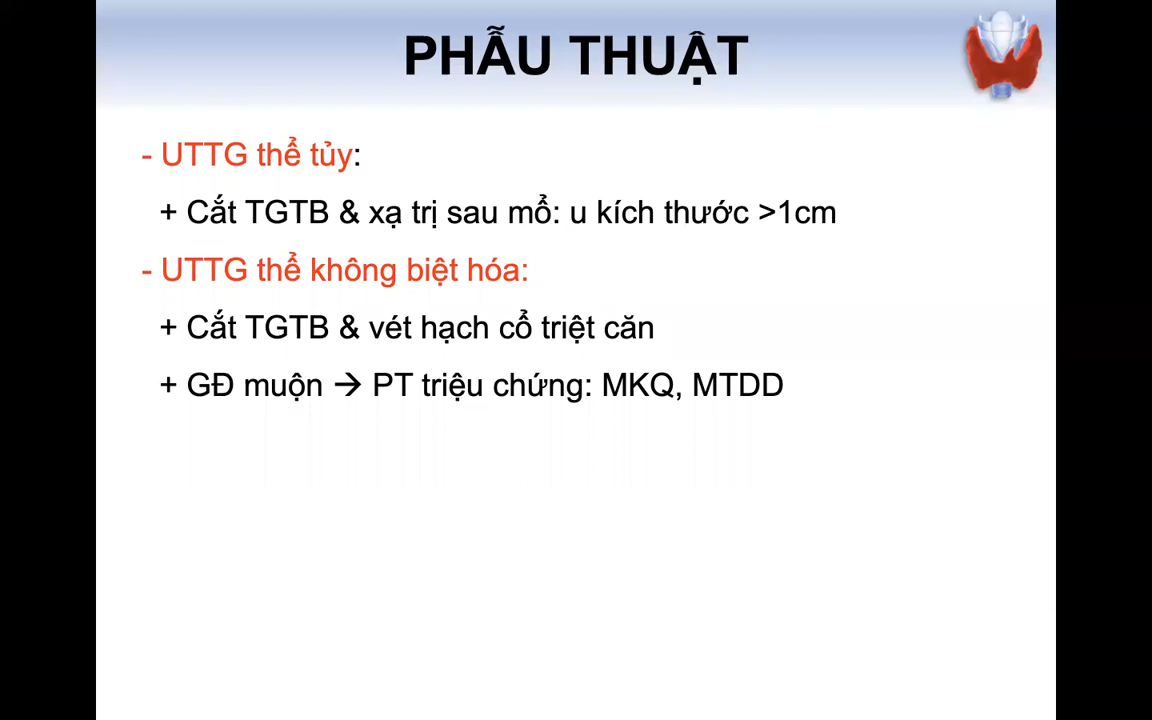 PHẪU THUẬT
- UTTG thể tủy:
+ Cắt TGTB & xạ trị sau mổ: u kích thước >1cm
- UTTG thể không biệt hóa:
+ Cắt TGTB & vét hạch cổ triệt căn
+ GĐ muộn → PT triệu chứng: MKQ, MTDD